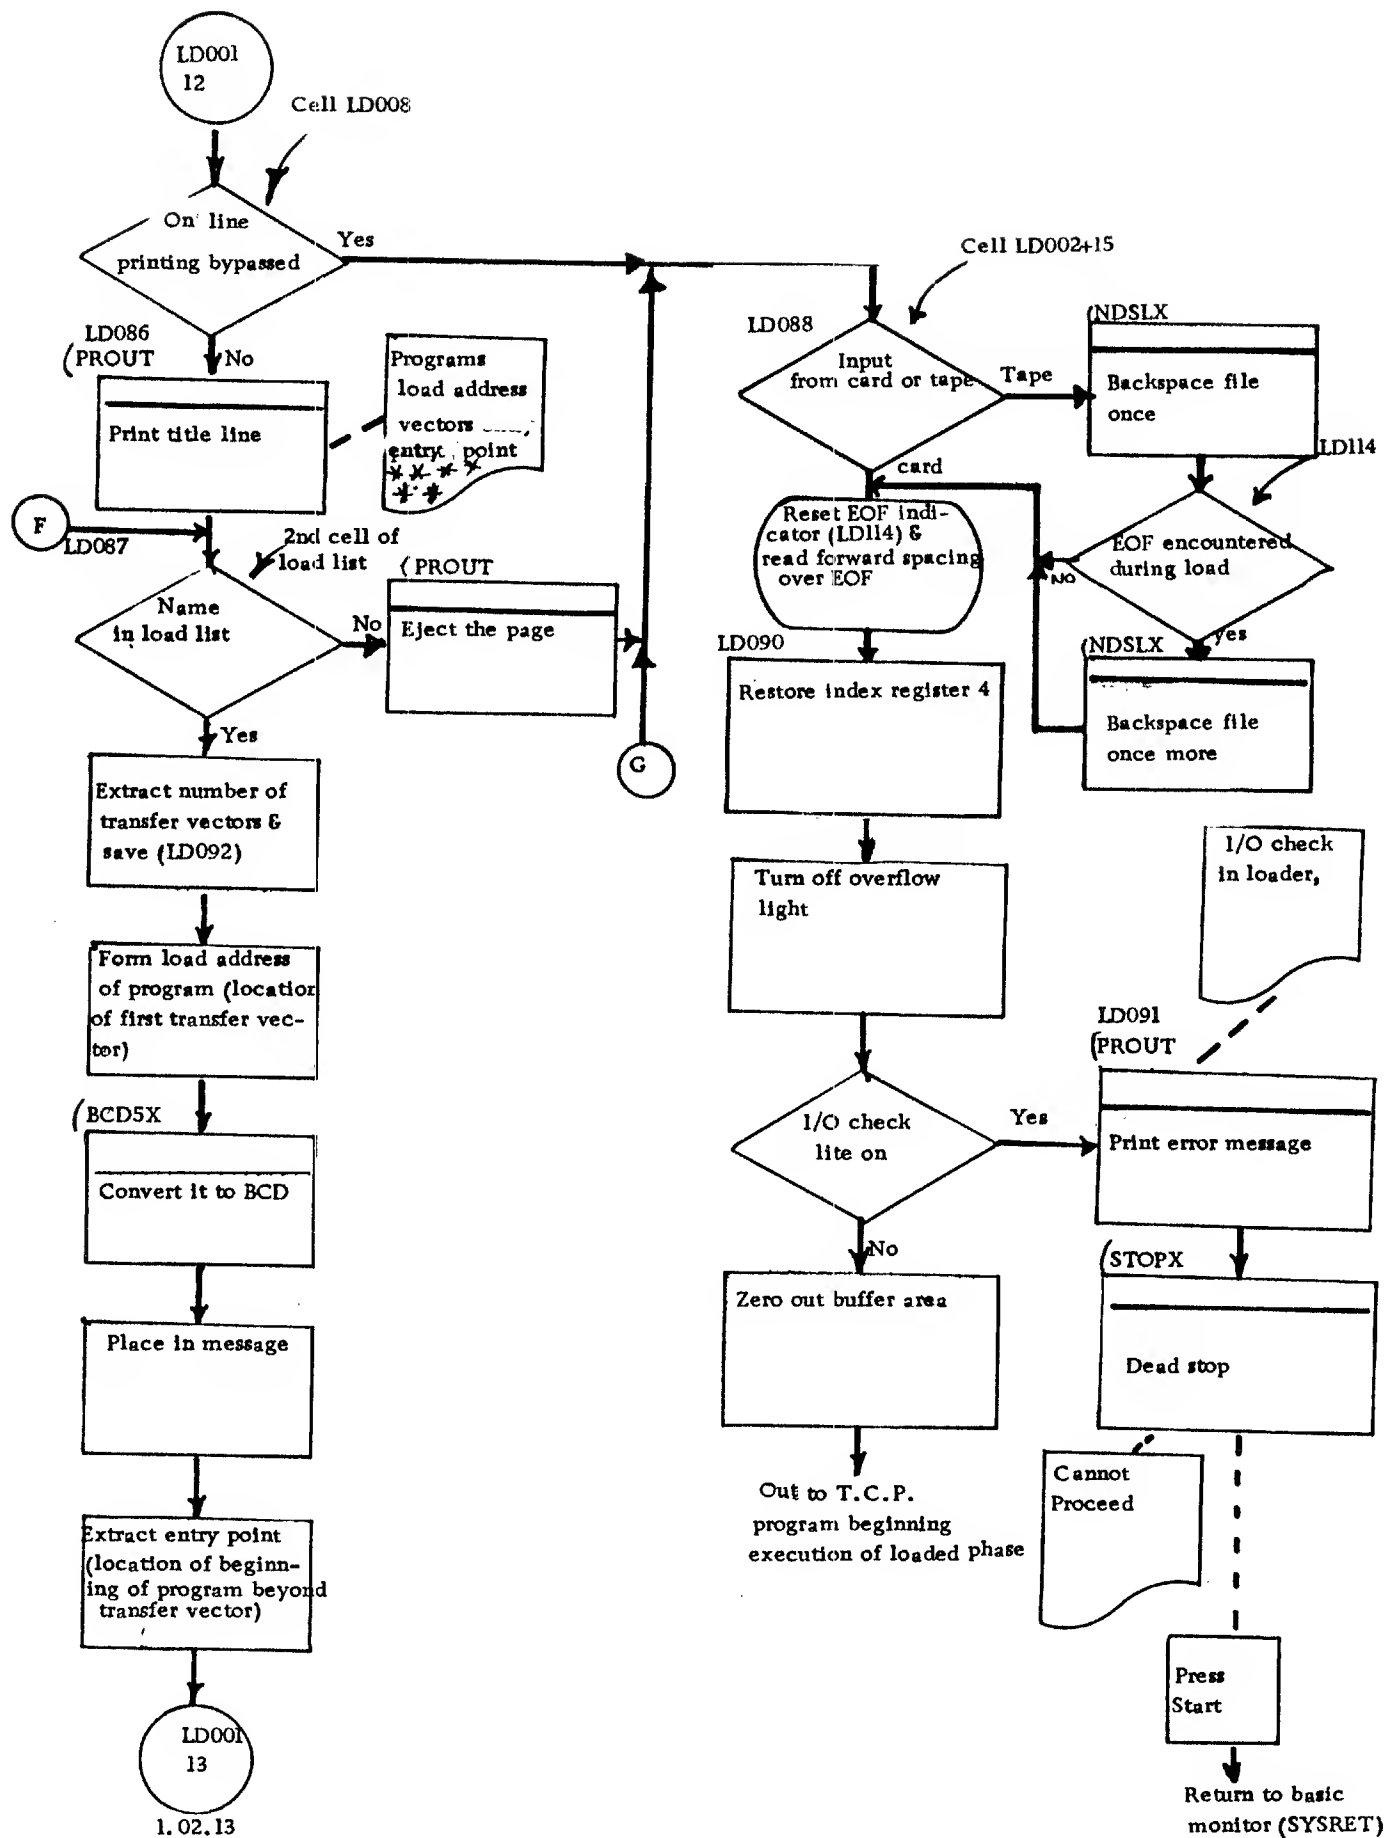 LD001
12
Cell LD008
On line
printing bypassed
Yes
No
LD086
(PROUT
Print title line
Programs
load address
vectors
entry point
* * * *
* *
F
LD087
2nd cell of
load list
Name
in load list
No
(PROUT
Eject the page
G
Yes
Extract number of
transfer vectors &
save (LD092)
Form load address
of program (location
of first transfer vec-
tor)
(BCD5X
Convert it to BCD
Place in message
Extract entry point
(location of beginn-
ing of program beyond
transfer vector)
LD001
13
1.02.13
Cell LD002+15
LD088
Input
from card or tape
Tape
card
(NDSLX
Backspace file
once
LD114
EOF encountered
during load
No
yes
(NDSLX
Backspace file
once more
Reset EOF indi-
cator (LD114) &
read forward spacing
over EOF
LD090
Restore index register 4
Turn off overflow
light
I/O check
lite on
Yes
No
I/O check
in loader,
LD091
(PROUT
Print error message
(STOPX
Dead stop
Cannot
Proceed
Press
Start
Return to basic
monitor (SYSRET)
Zero out buffer area
Out to T.C.P.
program beginning
execution of loaded phase